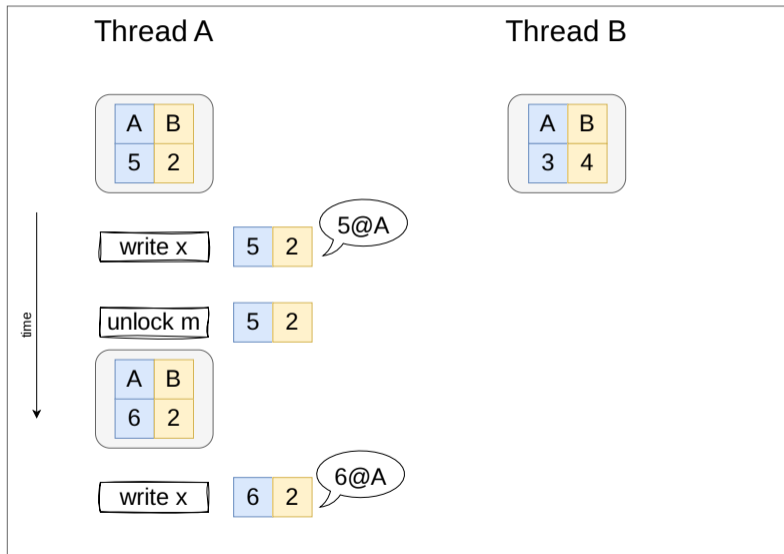 Thread A
Thread B
A B
5 2
A B
3 4
write x
5 2
5@A
unlock m
5 2
time
A B
6 2
write x
6 2
6@A